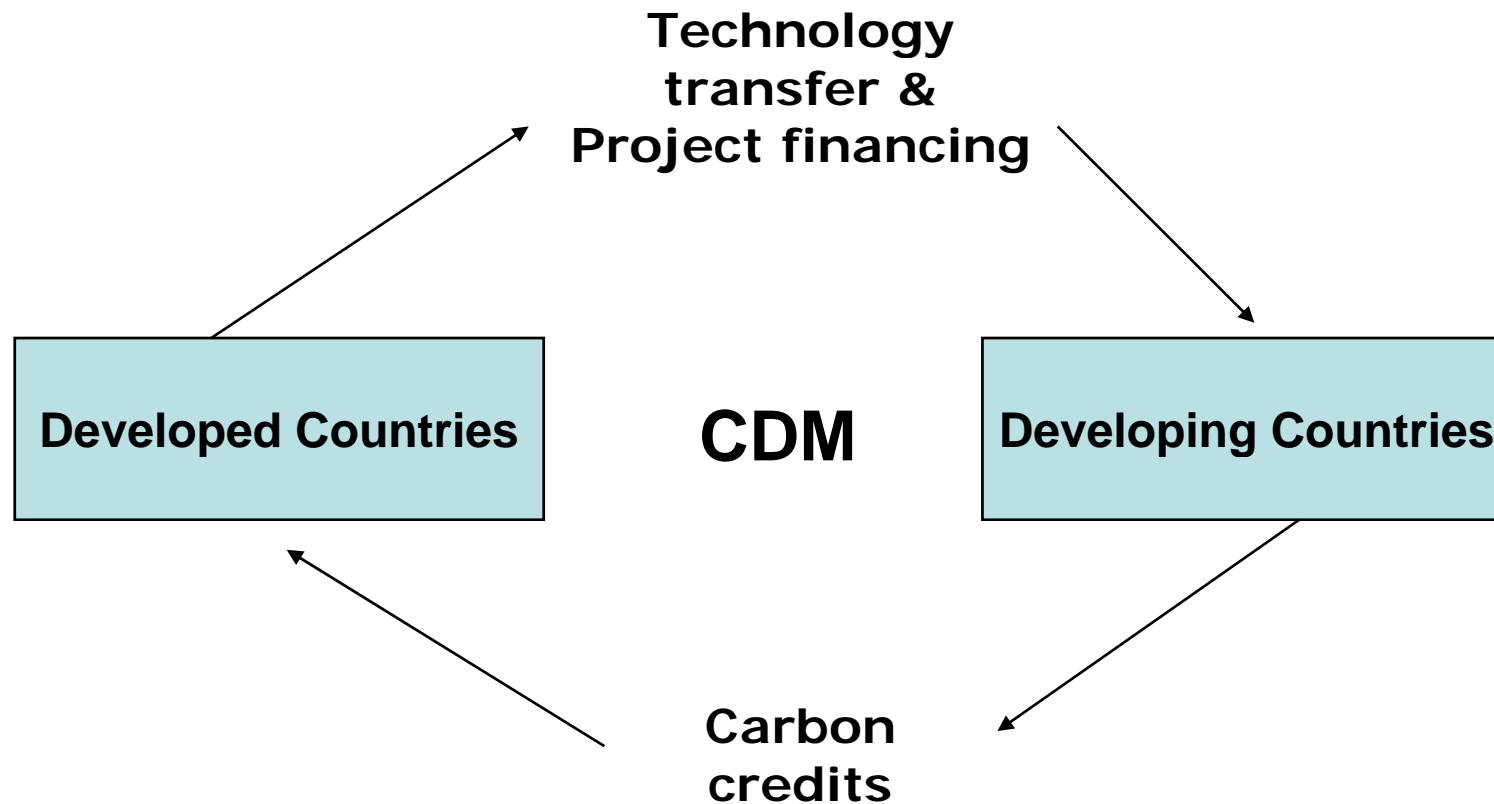 Technology
transfer &
Project financing
Developed Countries
CDM
Developing Countries
Carbon
credits